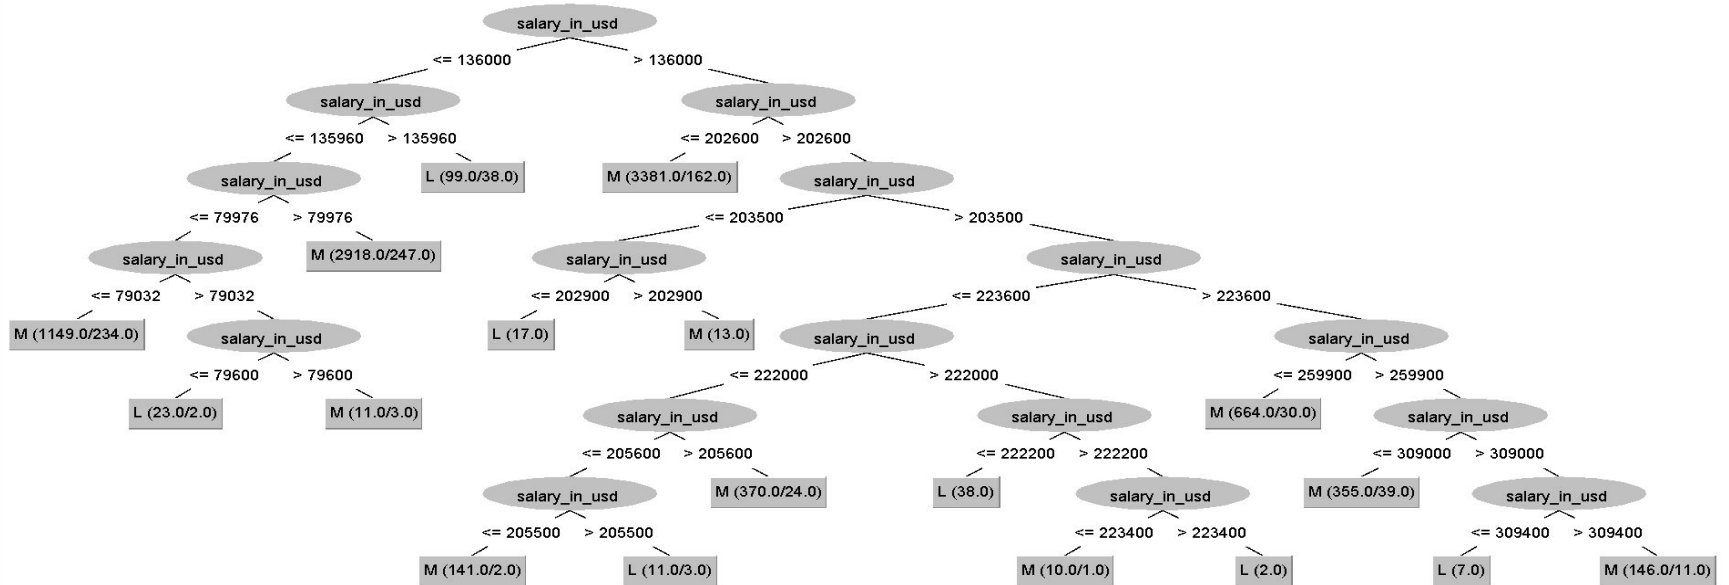 salary_in_usd
<= 136000 > 136000
salary_in_usd salary_in_usd
<= 135960 > 135960 <= 202600 > 202600
salary_in_usd L (99.0/38.0) M (3381.0/162.0) salary_in_usd
<= 79976 > 79976 <= 203500 > 203500
salary_in_usd M (2918.0/247.0) salary_in_usd salary_in_usd
<= 79032 > 79032 <= 202900 > 202900 <= 223600 > 223600
M (1149.0/234.0) salary_in_usd L (17.0) M (13.0) salary_in_usd salary_in_usd
<= 79600 > 79600 <= 222000 > 222000 <= 259900 > 259900
L (23.0/2.0) M (11.0/3.0) salary_in_usd salary_in_usd M (664.0/30.0) salary_in_usd
<= 205600 > 205600 <= 222200 > 222200 <= 309000 > 309000
salary_in_usd M (370.0/24.0) L (38.0) salary_in_usd M (355.0/39.0) salary_in_usd
<= 205500 > 205500 <= 223400 > 223400 <= 309400 > 309400
M (141.0/2.0) L (11.0/3.0) M (10.0/1.0) L (2.0) L (7.0) M (146.0/11.0)